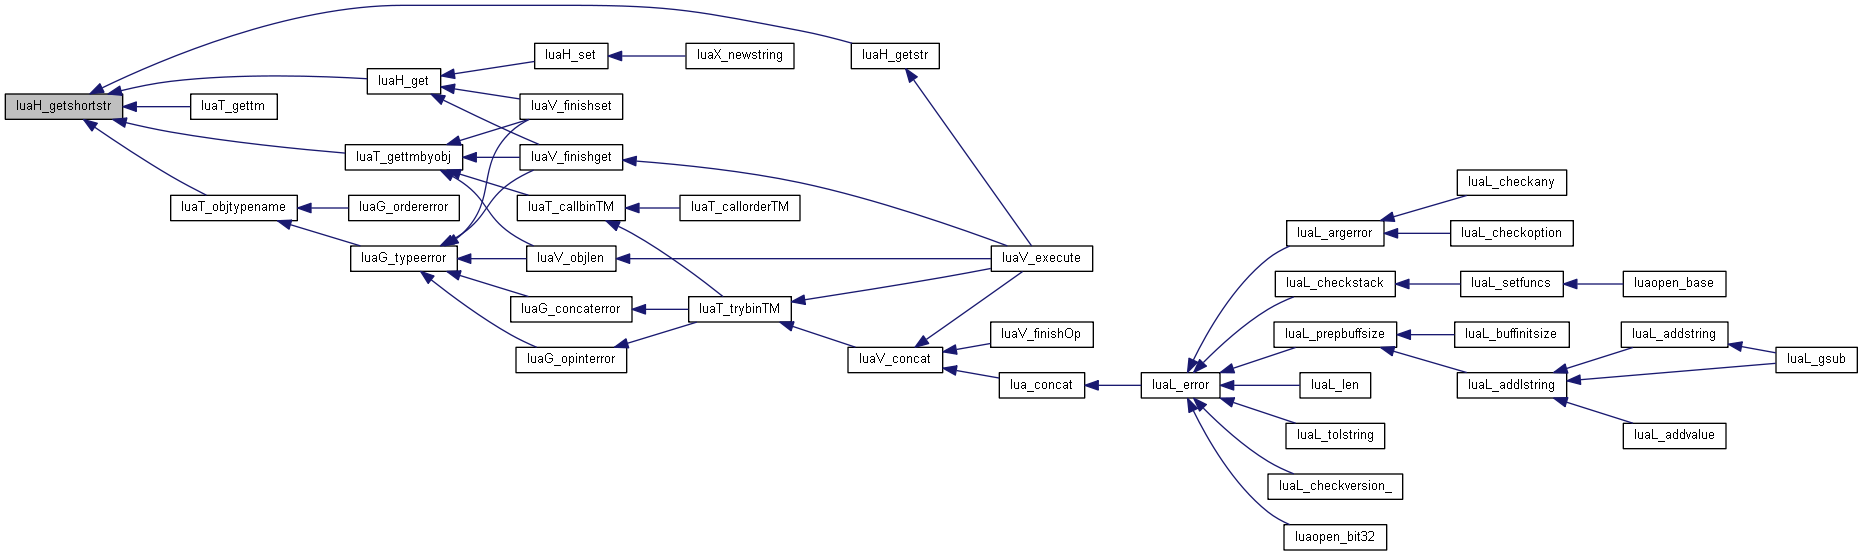 luaH_getshortstr
luaH_getstr
luaH_set
luaX_newstring
luaH_get
luaT_gettm
luaV_finishset
luaT_gettmbyobj
luaV_finishget
luaT_objtypename
luaG_ordererror
luaT_callbinTM
luaT_callorderTM
luaG_typeerror
luaV_objlen
luaV_execute
luaG_concaterror
luaT_trybinTM
luaG_opinterror
luaV_concat
luaV_finishOp
lua_concat
luaL_error
luaL_argerror
luaL_checkany
luaL_checkoption
luaL_checkstack
luaL_setfuncs
luaopen_base
luaL_prepbuffsize
luaL_buffinitsize
luaL_addlstring
luaL_addstring
luaL_gsub
luaL_addvalue
luaL_len
luaL_tolstring
luaL_checkversion_
luaopen_bit32